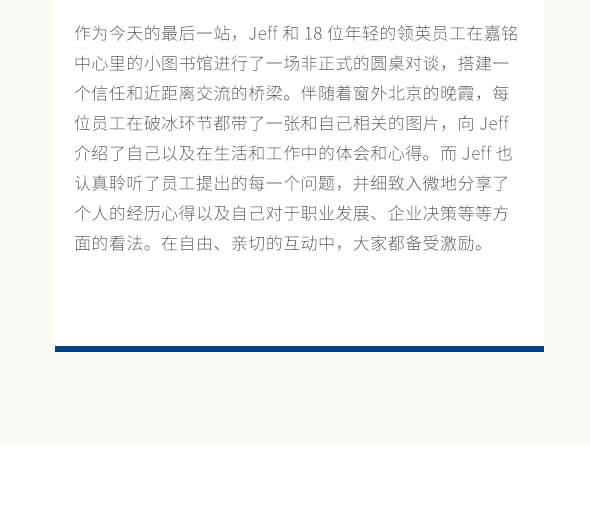 作为今天的最后一站，Jeff 和 18 位年轻的领英员工在嘉铭
中心里的小图书馆进行了一场非正式的圆桌对谈，搭建一
个信任和近距离交流的桥梁。伴随着窗外北京的晚霞，每
位员工在破冰环节都带了一张和自己相关的图片，向 Jeff
介绍了自己以及在生活和工作中的体会和心得。而 Jeff 也
认真聆听了员工提出的每一个问题，并细致入微地分享了
个人的经历心得以及自己对于职业发展、企业决策等等方
面的看法。在自由、亲切的互动中，大家都备受激励。